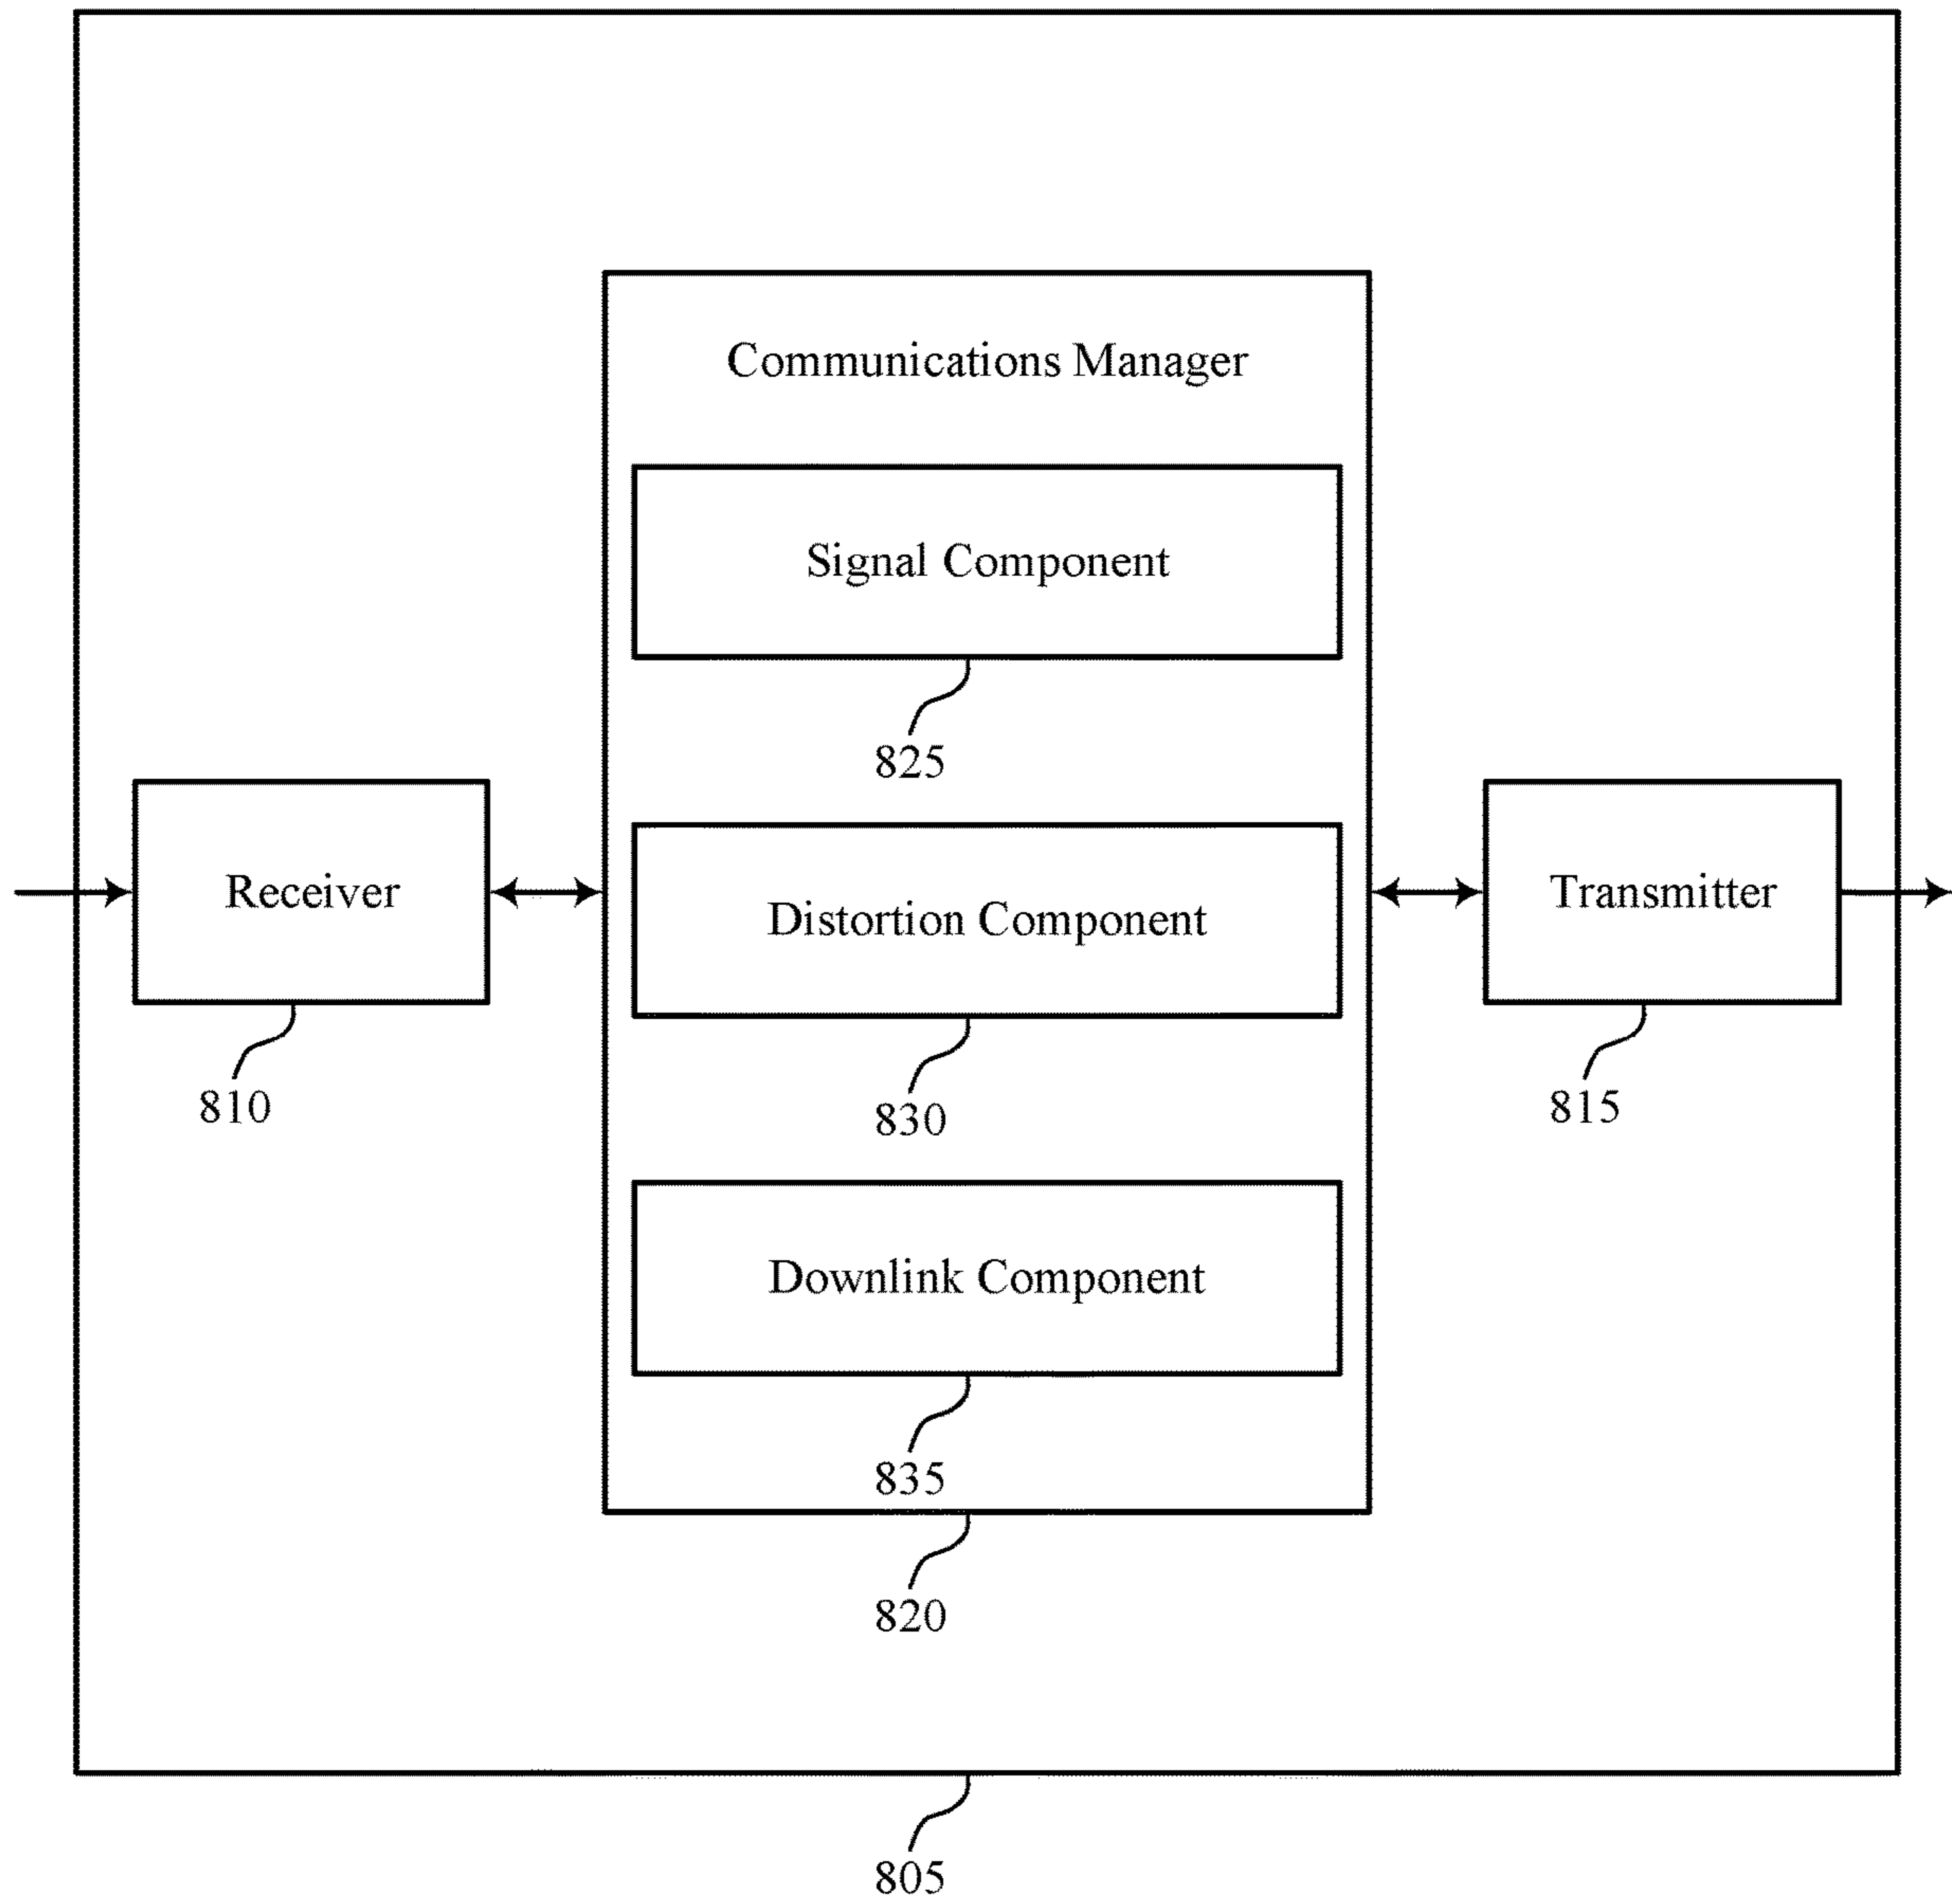 Communications Manager
Signal Component
825
Receiver
810
Distortion Component
830
Transmitter
815
Downlink Component
835
820
805